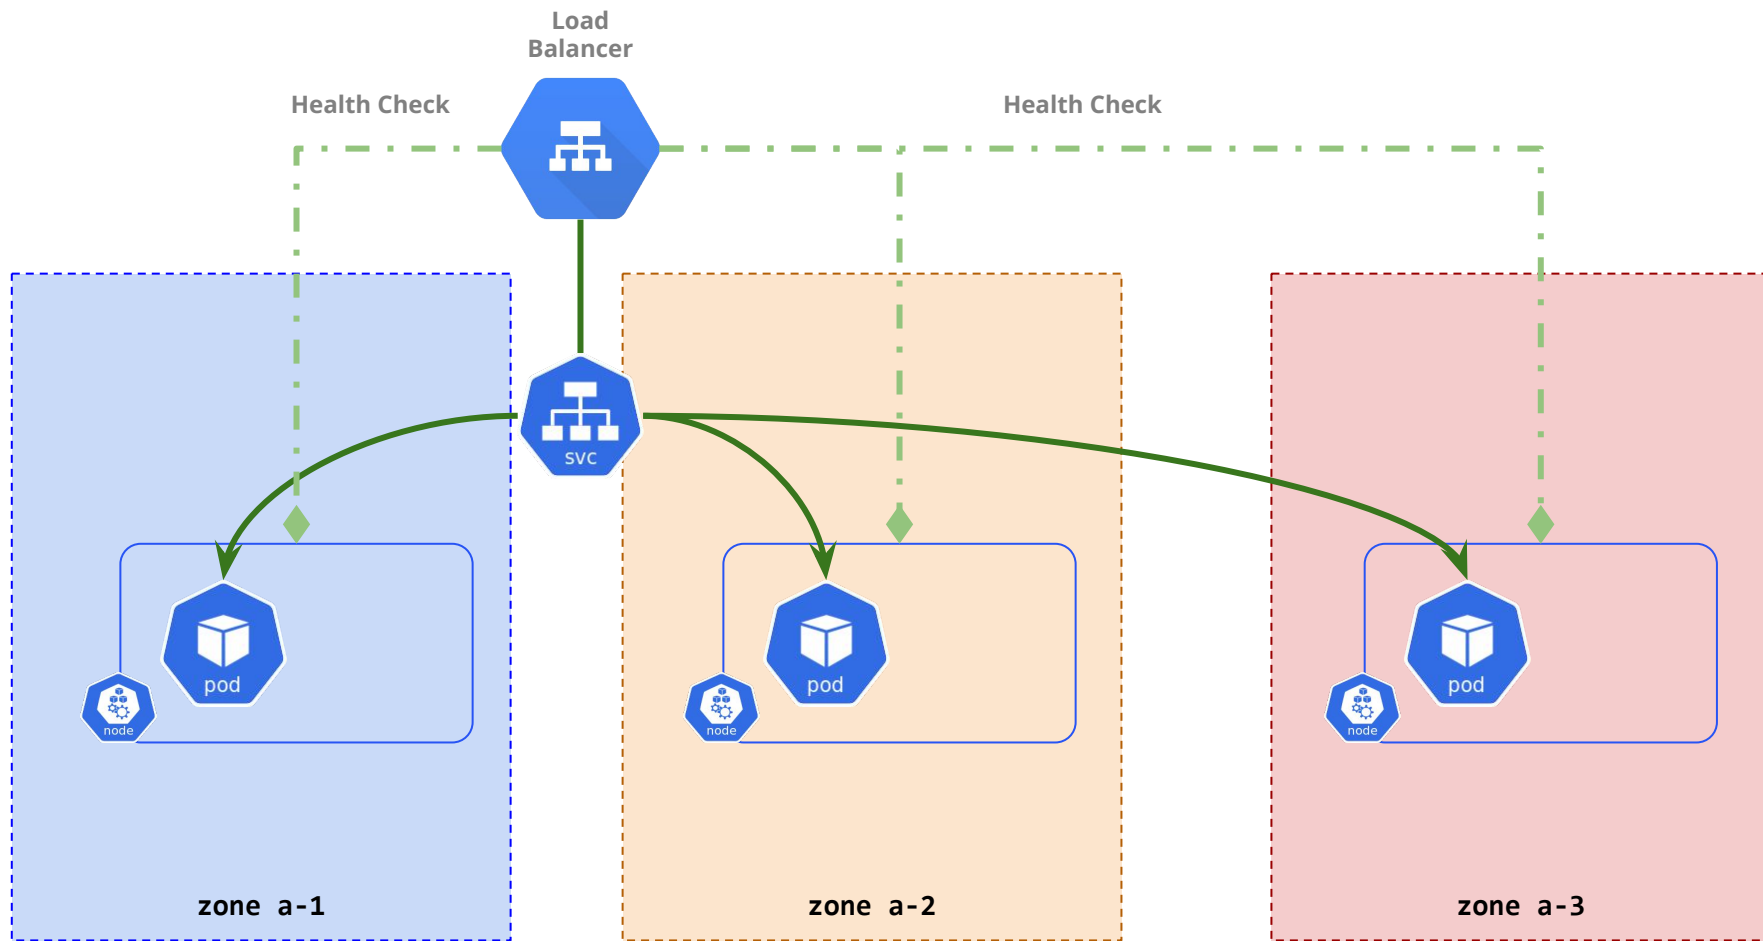 Load
Balancer
Health Check
Health Check
svc
pod
pod
pod
node
node
node
zone a-1
zone a-2
zone a-3